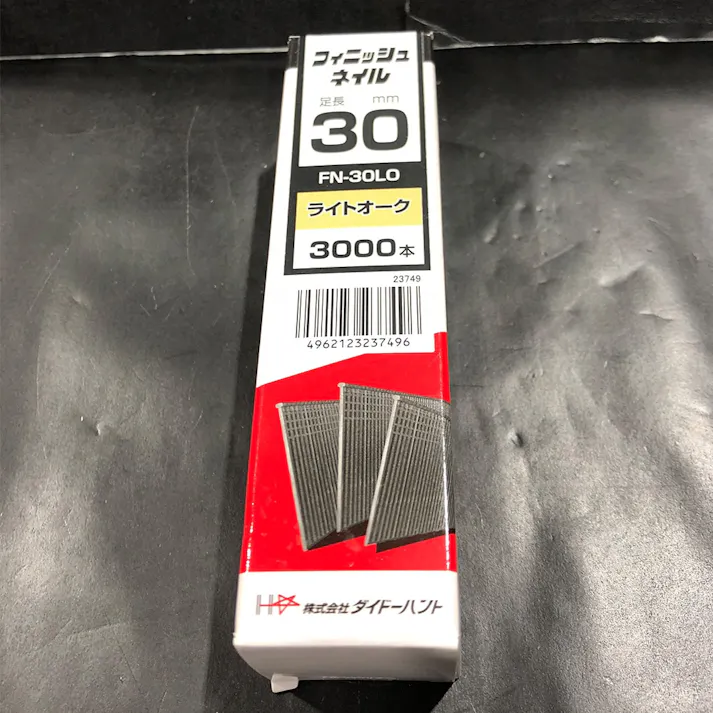 フィニッシュ
ネイル
足長 mm
30
FN-30LO
ライトオーク
3000本
23749
4962123237496
株式会社 ダイドーハント